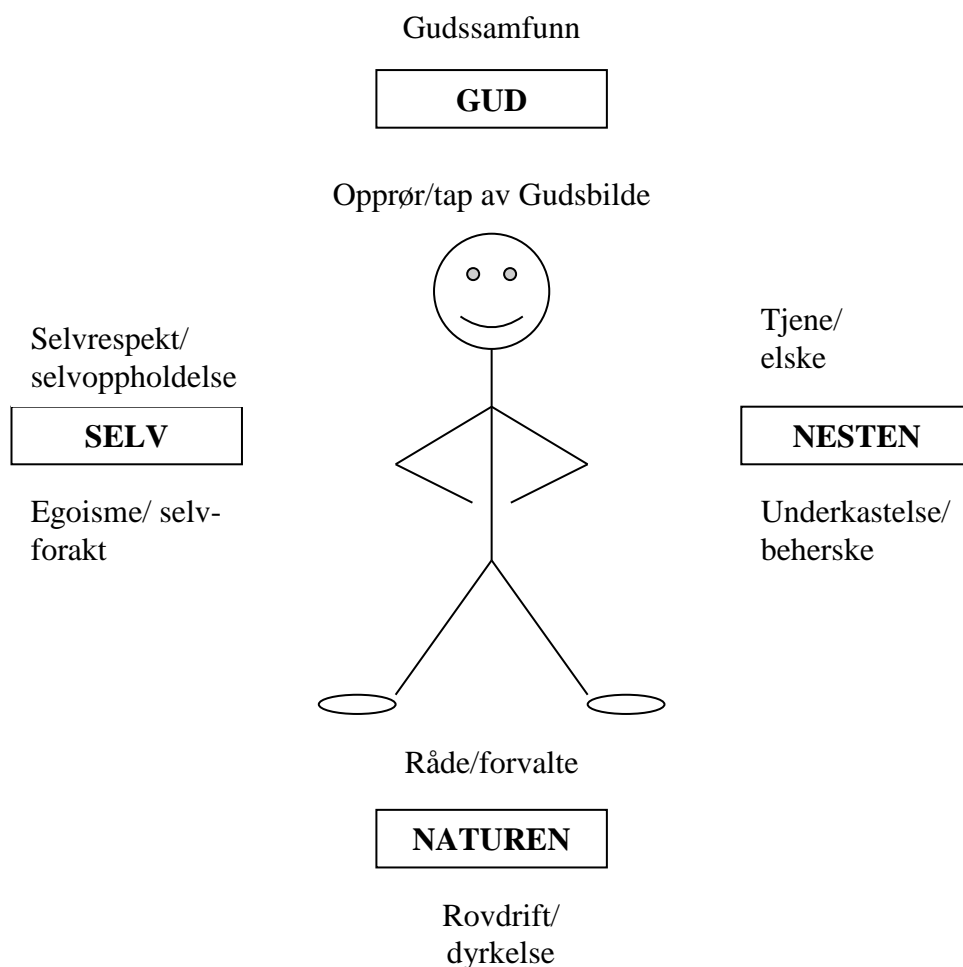 Gudssamfunn
GUD
Opprør/tap av Gudsbilde
Selvrespekt/
selvoppholdelse
SELV
Egoisme/ selv-
forakt
Tjene/
elske
NESTEN
Underkastelse/
beherske
Råde/forvalte
NATUREN
Rovdrift/
dyrkelse